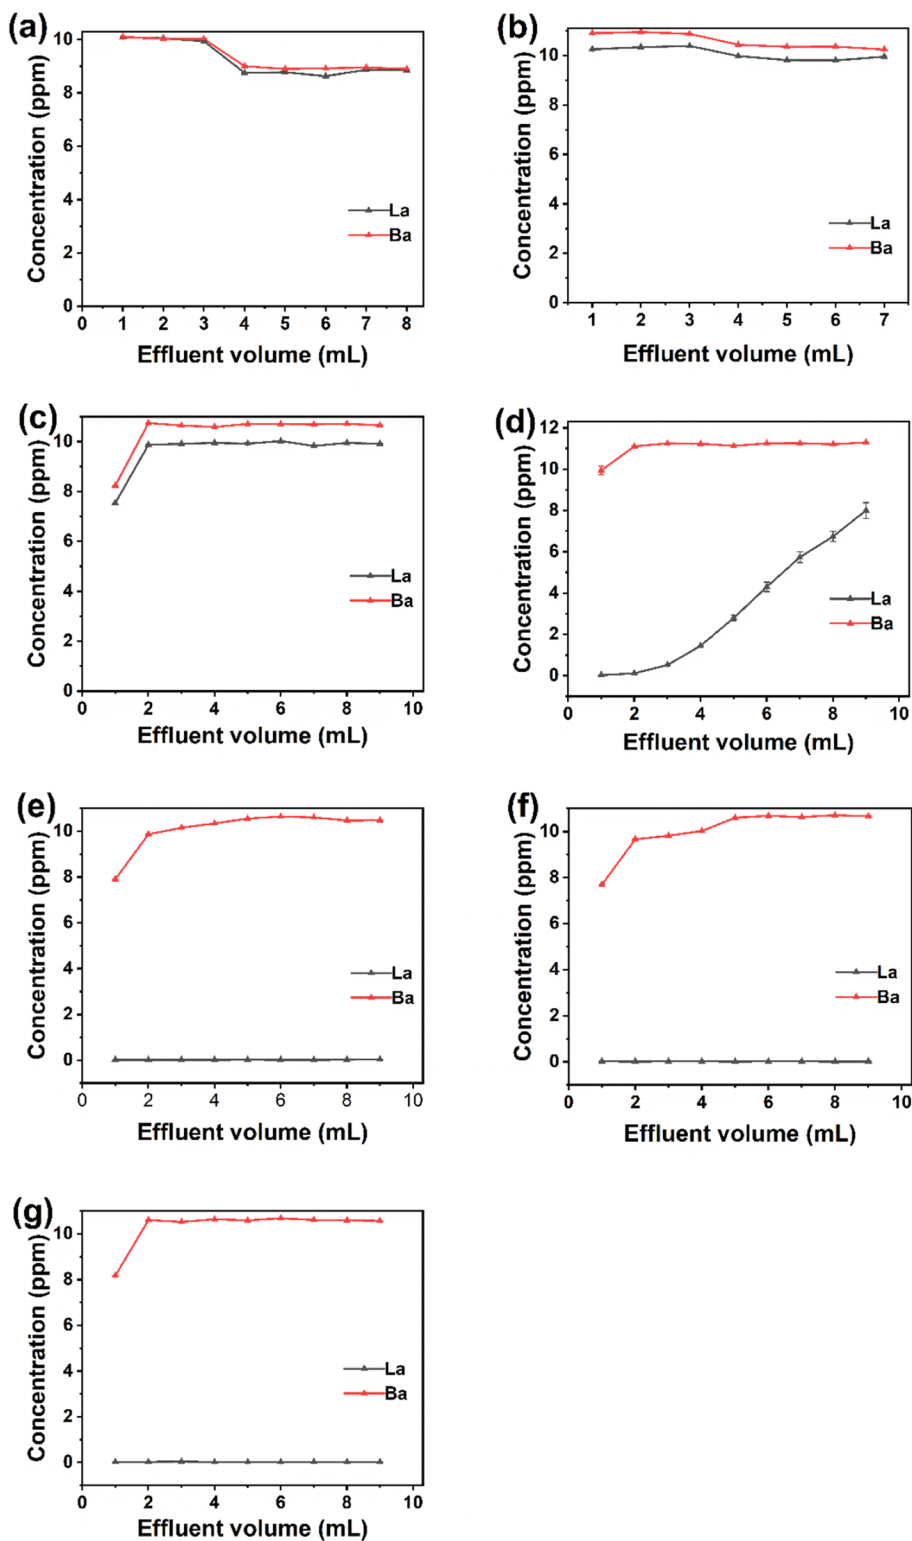 (a)
Concentration (ppm)
10
8
6
4
2
0
La
Ba
0 1 2 3 4 5 6 7 8
Effluent volume (mL)
(b)
Concentration (ppm)
10
8
6
4
2
0
La
Ba
1 2 3 4 5 6 7
Effluent volume (mL)
(c)
Concentration (ppm)
10
8
6
4
2
0
La
Ba
0 2 4 6 8 10
Effluent volume (mL)
(d)
Concentration (ppm)
12
10
8
6
4
2
0
La
Ba
0 2 4 6 8 10
Effluent volume (mL)
(e)
Concentration (ppm)
10
8
6
4
2
0
La
Ba
0 2 4 6 8 10
Effluent volume (mL)
(f)
Concentration (ppm)
10
8
6
4
2
0
La
Ba
0 2 4 6 8 10
Effluent volume (mL)
(g)
Concentration (ppm)
10
8
6
4
2
0
La
Ba
0 2 4 6 8 10
Effluent volume (mL)